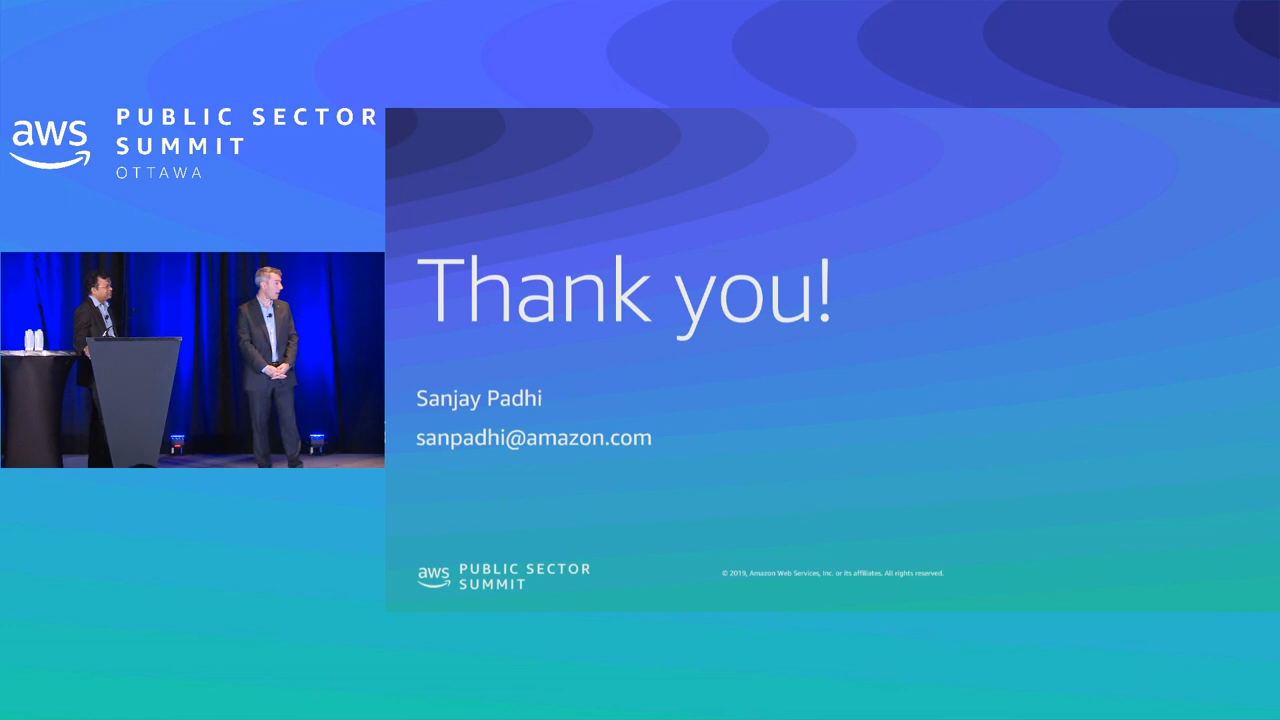 aws
PUBLIC SECTOR
SUMMIT
OTTAWA
Thank you!
Sanjay Padhi
sanpadhi@amazon.com
aws
PUBLIC SECTOR
SUMMIT
© 2019, Amazon Web Services, Inc. or its affiliates. All rights reserved.